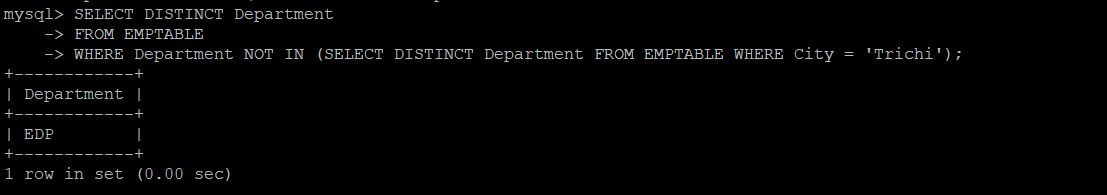 mysql> SELECT DISTINCT Department
    -> FROM EMPTABLE
    -> WHERE Department NOT IN (SELECT DISTINCT Department FROM EMPTABLE WHERE City = 'Trichi');
+------------+
| Department |
+------------+
| EDP        |
+------------+
1 row in set (0.00 sec)